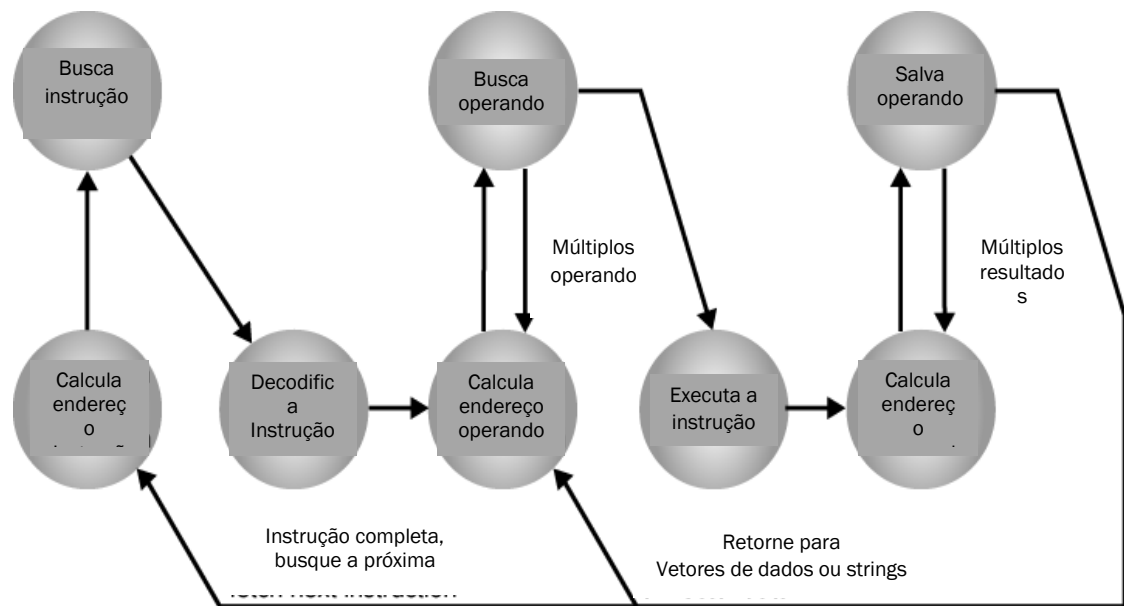 Busca
instrução
Busca
operando
Salva
operando
Múltiplos
operando
Múltiplos
resultado
s
Calcula
endereç
o
Decodific
a
Instrução
Calcula
endereço
operando
Executa a
instrução
Calcula
endereç
o
Instrução completa,
busque a próxima
Retorne para
Vetores de dados ou strings